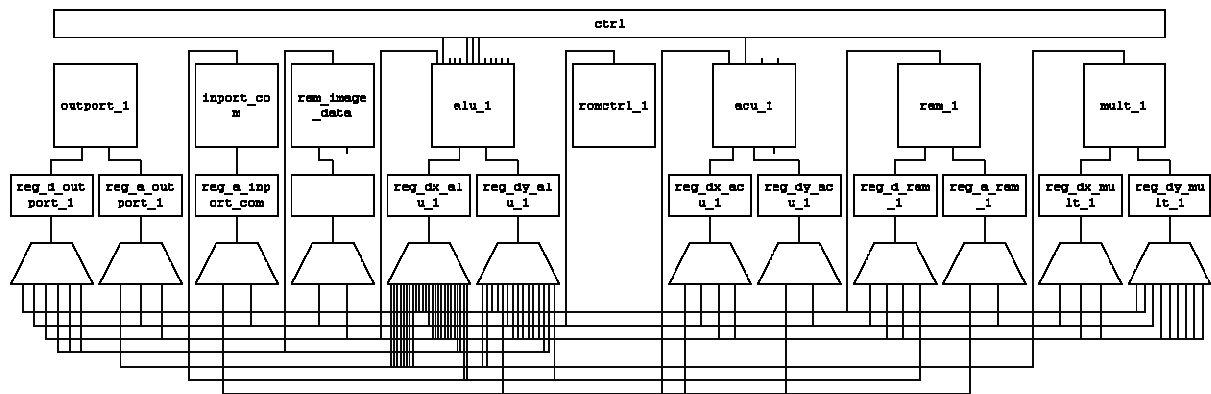 ctrl
outport_1
inport_co
m
ram_image
_data
alu_1
romctrl_1
acu_1
ram_1
mult_1
reg_d_out
port_1
reg_a_out
port_1
reg_a_inp
ort_com
reg_dx_al
u_1
reg_dy_al
u_1
reg_dx_ac
u_1
reg_dy_ac
u_1
reg_d_ram
_1
reg_a_ram
_1
reg_dx_mu
lt_1
reg_dy_mu
lt_1